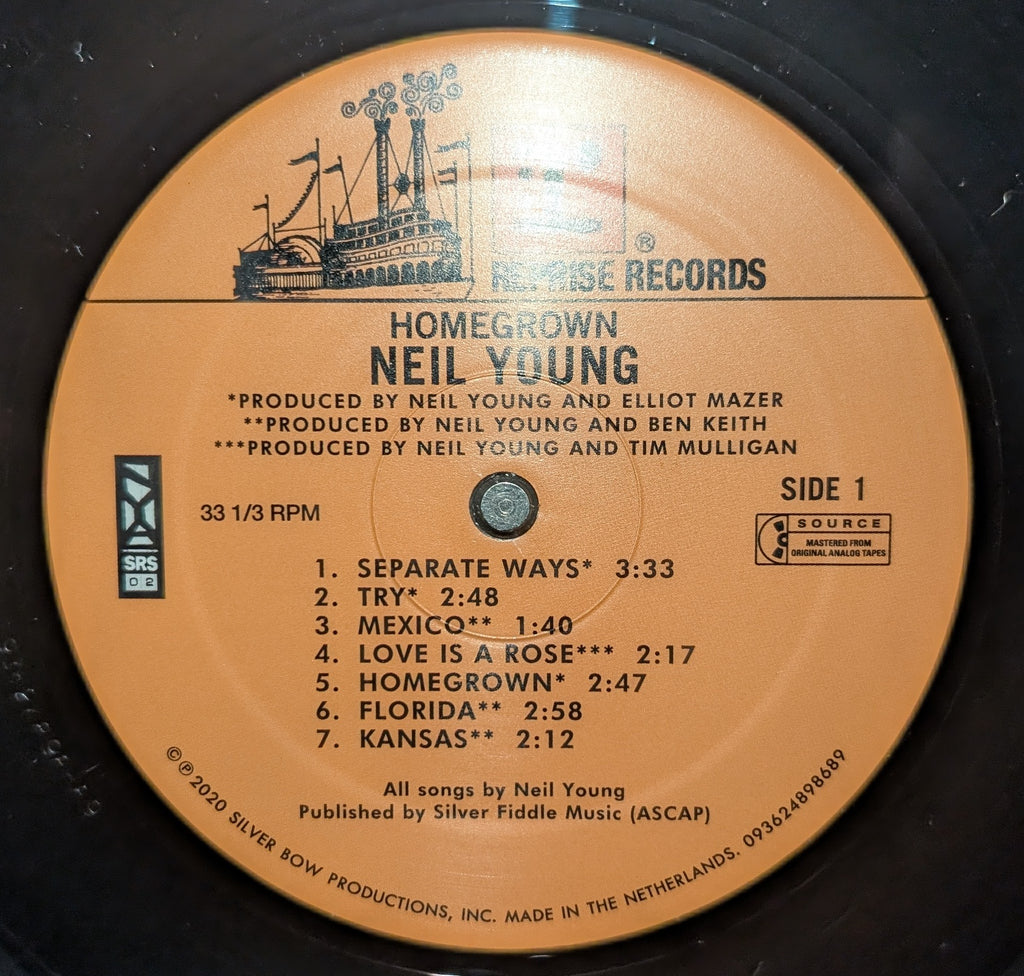 ®
REPRISE RECORDS
HOMEGROWN
NEIL YOUNG
*PRODUCED BY NEIL YOUNG AND ELLIOT MAZER
**PRODUCED BY NEIL YOUNG AND BEN KEITH
***PRODUCED BY NEIL YOUNG AND TIM MULLIGAN
SIDE 1
33 1/3 RPM
SOURCE
MASTERED FROM
ORIGINAL ANALOG TAPES
SRS
02
1. SEPARATE WAYS* 3:33
2. TRY* 2:48
3. MEXICO** 1:40
4. LOVE IS A ROSE*** 2:17
5. HOMEGROWN* 2:47
6. FLORIDA** 2:58
7. KANSAS** 2:12
All songs by Neil Young
Published by Silver Fiddle Music (ASCAP)
©℗ 2020 SILVER BOW PRODUCTIONS, INC. MADE IN THE NETHERLANDS. 093624898689